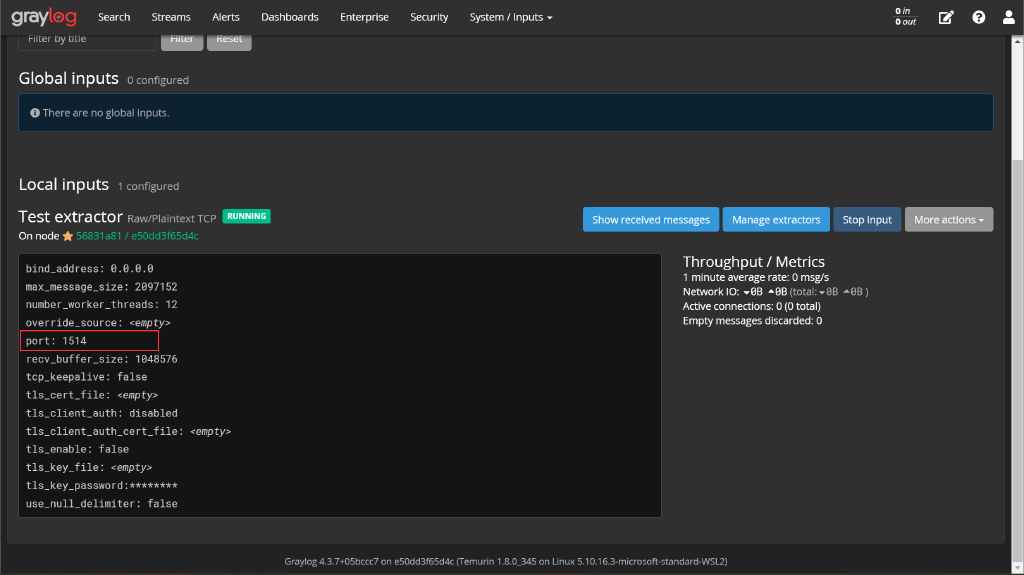 graylog Search Streams Alerts Dashboards Enterprise Security System / Inputs 0 in
0 out
Filter by title Filter Reset
Global inputs 0 configured
There are no global inputs.
Local inputs 1 configured
Test extractor Raw/Plaintext TCP RUNNING
On node 56831a81 / e50dd3f65d4c
Show received messages Manage extractors Stop input More actions
bind_address: 0.0.0.0
max_message_size: 2097152
number_worker_threads: 12
override_source: <empty>
port: 1514
recv_buffer_size: 1048576
tcp_keepalive: false
tls_cert_file: <empty>
tls_client_auth: disabled
tls_client_auth_cert_file: <empty>
tls_enable: false
tls_key_file: <empty>
tls_key_password:********
use_null_delimiter: false
Throughput / Metrics
1 minute average rate: 0 msg/s
Network IO: 0B 0B (total: 0B 0B )
Active connections: 0 (0 total)
Empty messages discarded: 0
Graylog 4.3.7+05bccc7 on e50dd3f65d4c (Temurin 1.8.0_345 on Linux 5.10.16.3-microsoft-standard-WSL2)